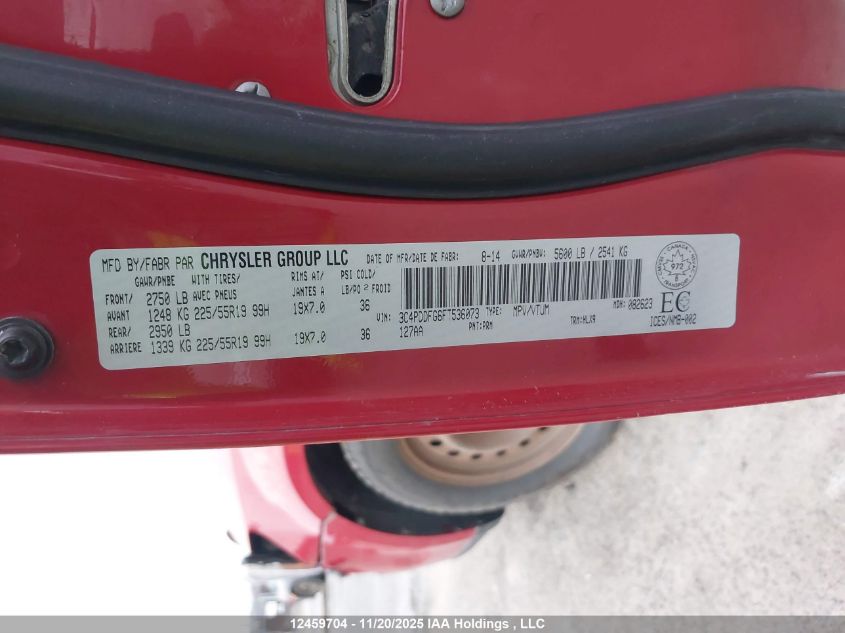 MFD BY/FABR PAR CHRYSLER GROUP LLC DATE OF MFR/DATE DE FABR: 8-14 GVWR/PNBV: 5600 LB / 2541 KG
GAWR/PNBE WITH TIRES/ RIMS AT/ PSI COLD/
FRONT/ 2750 LB AVEC PNEUS JANTES A LB/PO² FROID
AVANT 1248 KG 225/55R19 99H 19X7.0 36
REAR/ 2950 LB
ARRIERE 1339 KG 225/55R19 99H 19X7.0 36
VIN: 3C4PDDFG6FT536073 TYPE: MPV/VTUM MDH: 082623
127AA PNT:PRM TRM:HLX9
CANADA
972
TRANSPORT
EC
ICES/NMB-002
12459704 - 11/20/2025 IAA Holdings , LLC